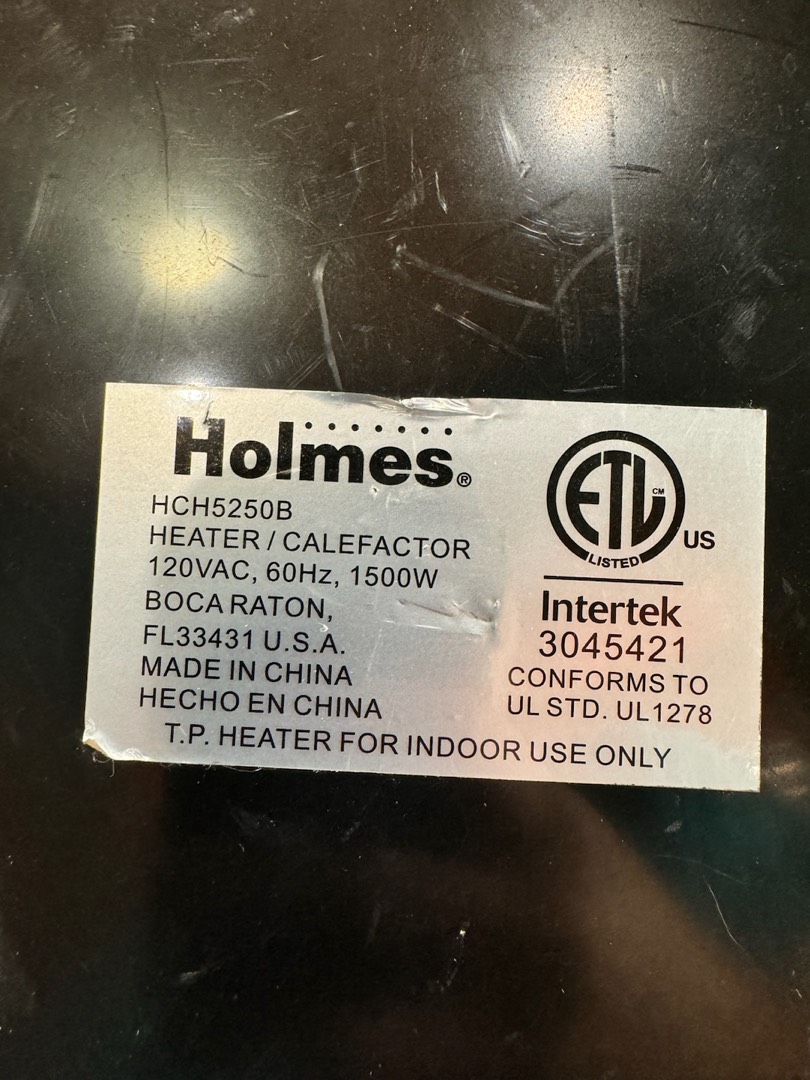 Holmes®
HCH5250B
HEATER / CALEFACTOR
120VAC, 60Hz, 1500W
BOCA RATON,
FL33431 U.S.A.
MADE IN CHINA
HECHO EN CHINA
T.P. HEATER FOR INDOOR USE ONLY
ETL CM
LISTED
US
Intertek
3045421
CONFORMS TO
UL STD. UL1278